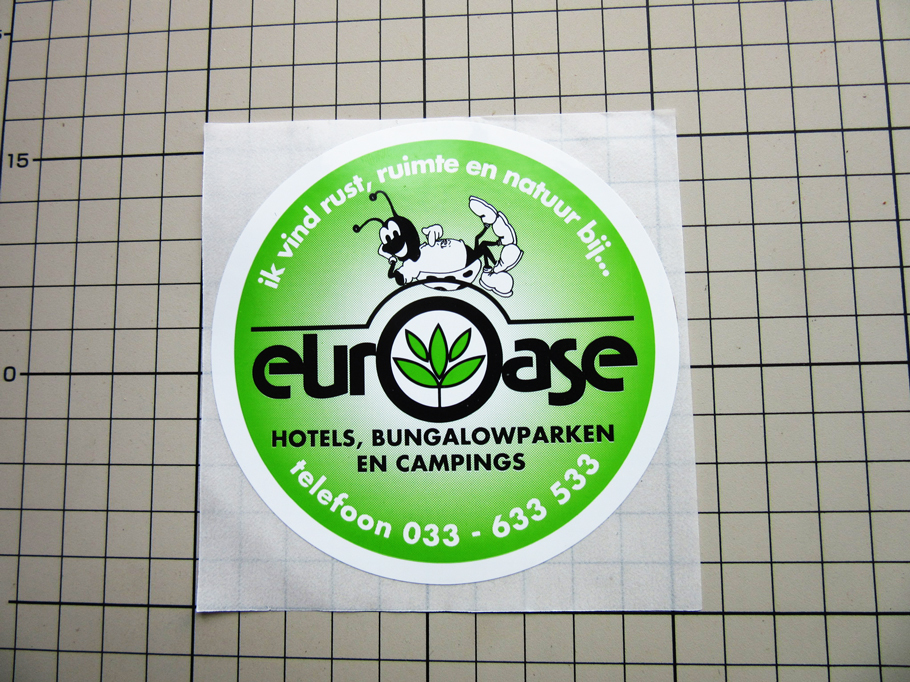 ik vind rust, ruimte en natuur bij...
eurOase
HOTELS, BUNGALOWPARKEN
EN CAMPINGS
telefoon 033 - 633 533
15
0